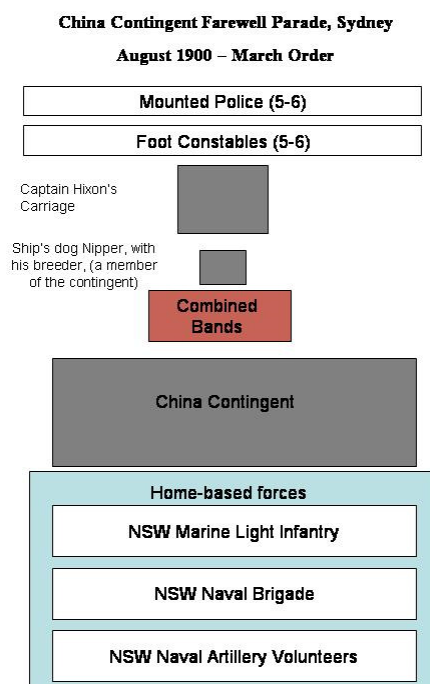 China Contingent Farewell Parade, Sydney
August 1900 – March Order
Mounted Police (5-6)
Foot Constables (5-6)
Captain Hixon's
Carriage
Ship's dog Nipper, with
his breeder, (a member
of the contingent)
Combined
Bands
China Contingent
Home-based forces
NSW Marine Light Infantry
NSW Naval Brigade
NSW Naval Artillery Volunteers